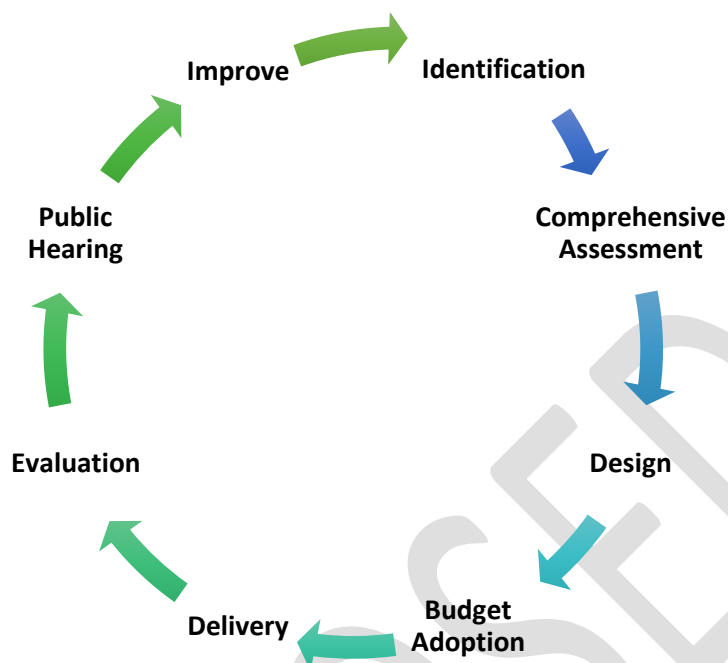 Improve
Identification
Comprehensive
Assessment
Design
Budget
Adoption
Delivery
Evaluation
Public
Hearing